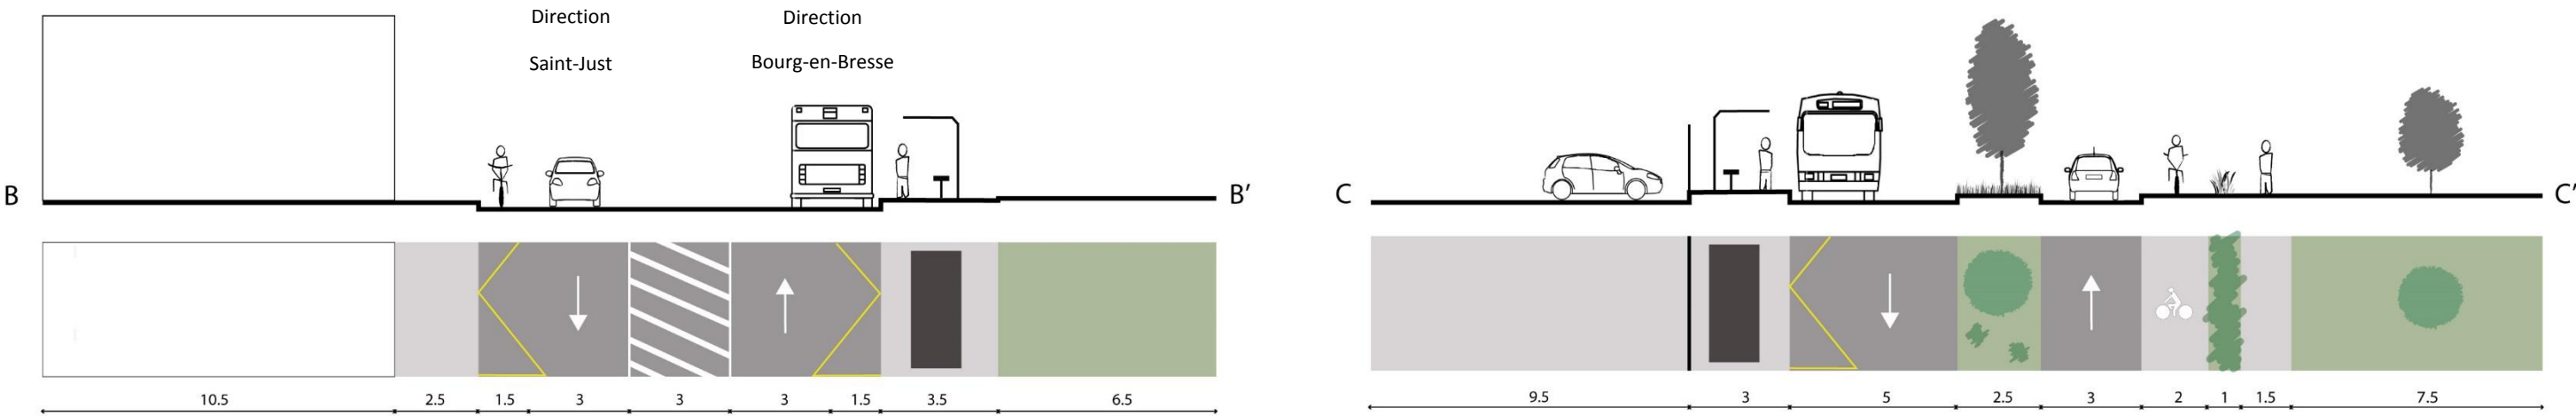 Direction
Saint-Just
Direction
Bourg-en-Bresse
B
B'
C
C'
10.5 2.5 1.5 3 3 3 1.5 3.5 6.5
9.5 3 5 2.5 3 2 1 1.5 7.5